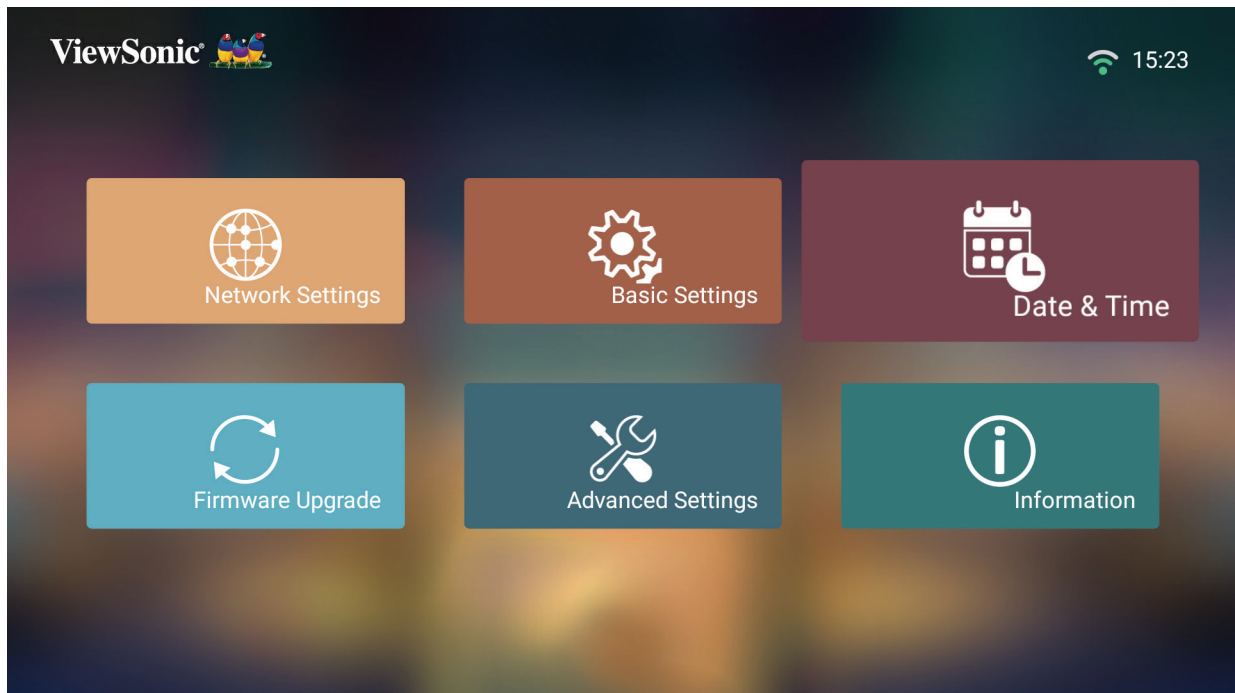 ViewSonic®
15:23
Network Settings
Basic Settings
Date & Time
Firmware Upgrade
Advanced Settings
Information